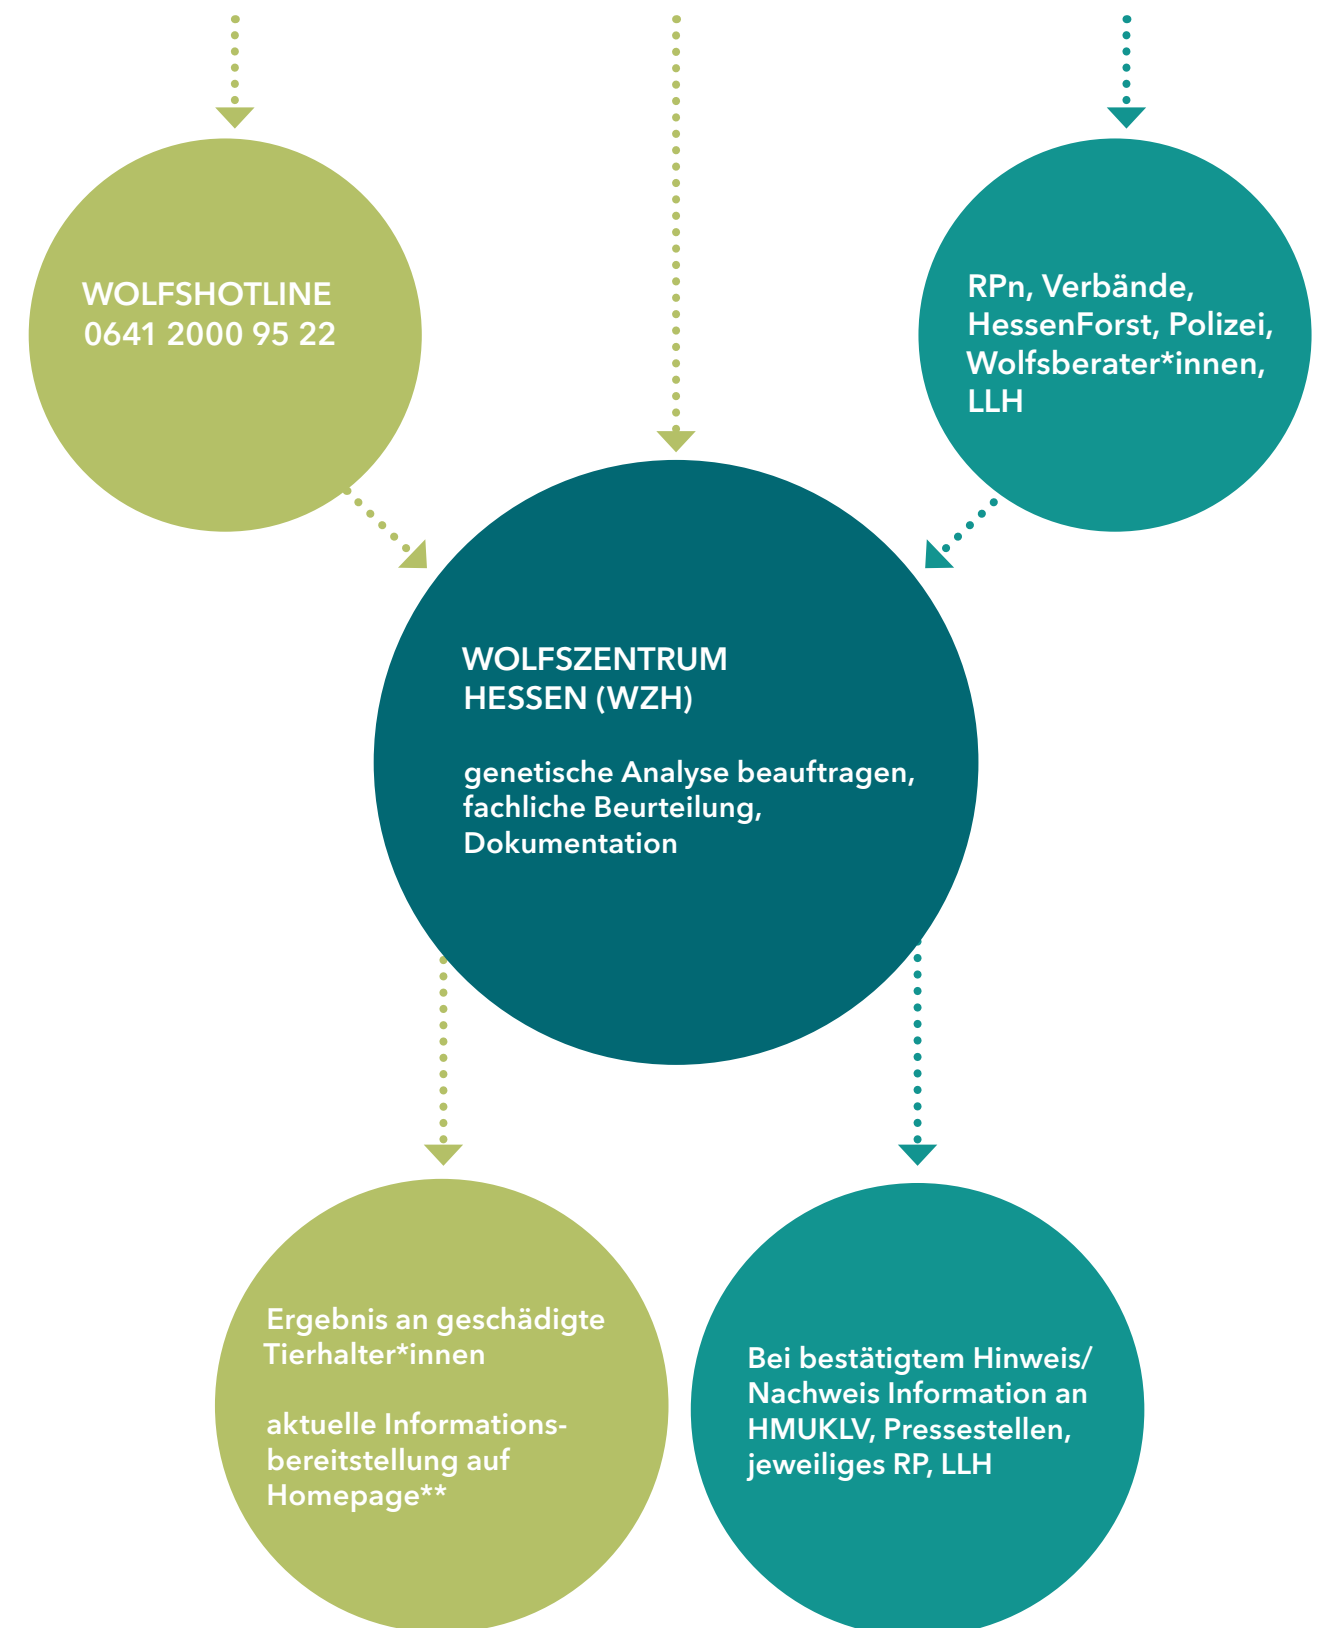 WOLFSHOTLINE
0641 2000 95 22
RPn, Verbände,
HessenForst, Polizei,
Wolfsberater*innen,
LLH
WOLFSZENTRUM
HESSEN (WZH)
genetische Analyse beauftragen,
fachliche Beurteilung,
Dokumentation
Ergebnis an geschädigte
Tierhalter*innen
aktuelle Informations-
bereitstellung auf
Homepage**
Bei bestätigtem Hinweis/
Nachweis Information an
HMUKLV, Pressestellen,
jeweiliges RP, LLH